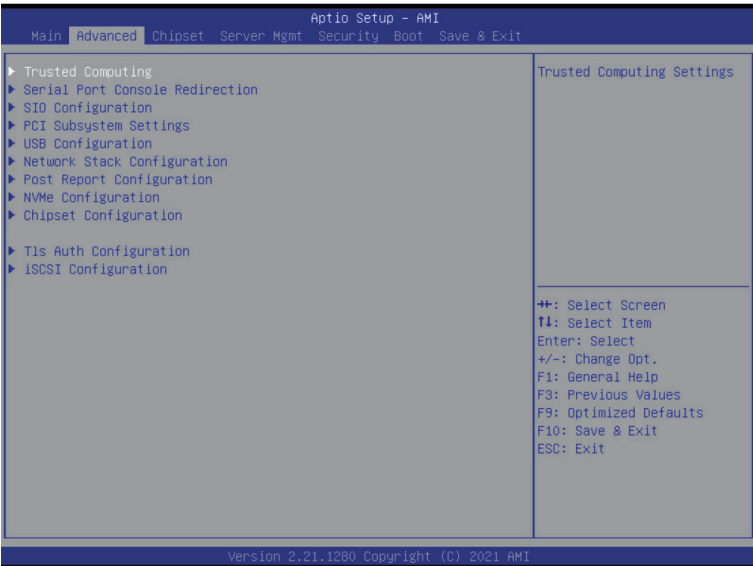 Aptio Setup - AMI
Main Advanced Chipset Server Mgmt Security Boot Save & Exit
Trusted Computing
Serial Port Console Redirection
SIO Configuration
PCI Subsystem Settings
USB Configuration
Network Stack Configuration
Post Report Configuration
NVMe Configuration
Chipset Configuration
Tls Auth Configuration
iSCSI Configuration
Trusted Computing Settings
→←: Select Screen
↑↓: Select Item
Enter: Select
+/-: Change Opt.
F1: General Help
F3: Previous Values
F9: Optimized Defaults
F10: Save & Exit
ESC: Exit
Version 2.21.1280 Copyright (C) 2021 AMI